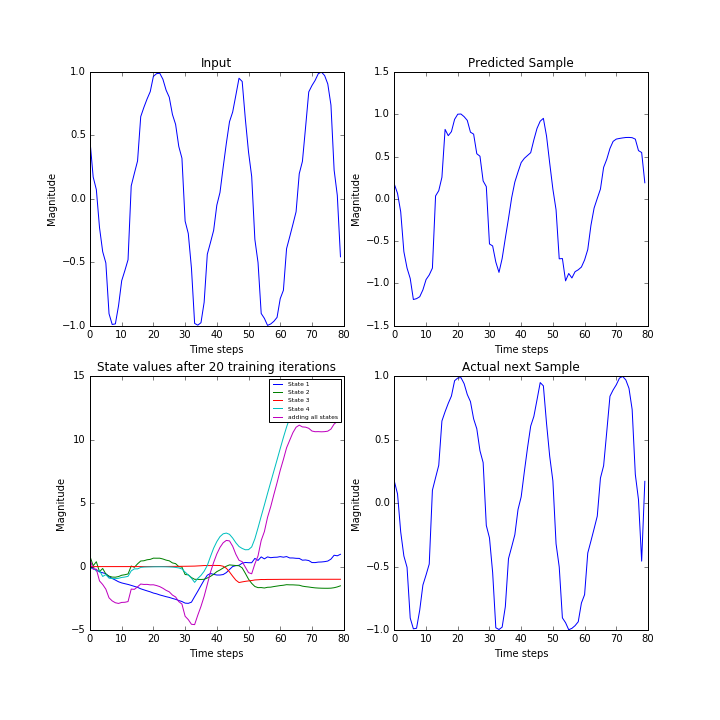 Input
1.0
0.5
0.0
−0.5
−1.0
Magnitude
0 10 20 30 40 50 60 70 80
Time steps
Predicted Sample
1.5
1.0
0.5
0.0
−0.5
−1.0
−1.5
Magnitude
0 10 20 30 40 50 60 70 80
Time steps
State values after 20 training iterations
15
10
5
0
−5
Magnitude
State 1
State 2
State 3
State 4
adding all states
0 10 20 30 40 50 60 70 80
Time steps
Actual next Sample
1.0
0.5
0.0
−0.5
−1.0
Magnitude
0 10 20 30 40 50 60 70 80
Time steps